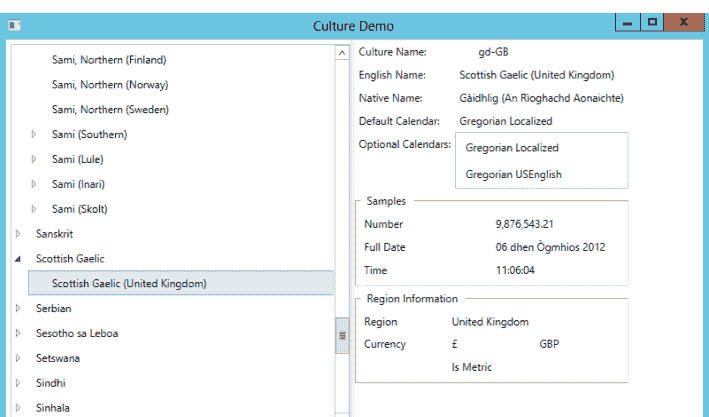 Culture Demo
Sami, Northern (Finland)
Sami, Northern (Norway)
Sami, Northern (Sweden)
Sami (Southern)
Sami (Lule)
Sami (Inari)
Sami (Skolt)
Sanskrit
Scottish Gaelic
Scottish Gaelic (United Kingdom)
Serbian
Sesotho sa Leboa
Setswana
Sindhi
Sinhala
Culture Name: gd-GB
English Name: Scottish Gaelic (United Kingdom)
Native Name: Gàidhlig (An Rìoghachd Aonaichte)
Default Calendar: Gregorian Localized
Optional Calendars: Gregorian Localized
Gregorian USEnglish
Samples
Number 9,876,543.21
Full Date 06 dhen Ògmhios 2012
Time 11:06:04
Region Information
Region United Kingdom
Currency £ GBP
Is Metric